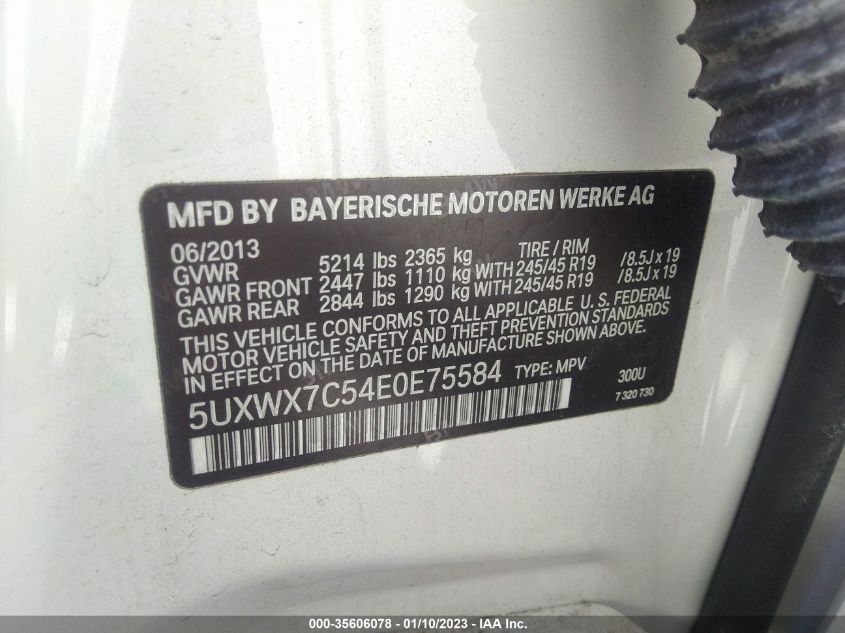 MFD BY BAYERISCHE MOTOREN WERKE AG
06/2013 TIRE / RIM
GVWR 5214 lbs 2365 kg
GAWR FRONT 2447 lbs 1110 kg WITH 245/45 R19 /8.5J x 19
GAWR REAR 2844 lbs 1290 kg WITH 245/45 R19 /8.5J x 19
THIS VEHICLE CONFORMS TO ALL APPLICABLE U.S. FEDERAL
MOTOR VEHICLE SAFETY AND THEFT PREVENTION STANDARDS
IN EFFECT ON THE DATE OF MANUFACTURE SHOWN ABOVE.
5UXWX7C54E0E75584 TYPE: MPV 300U
7 320 730
000-35606078 - 01/10/2023 - IAA Inc.